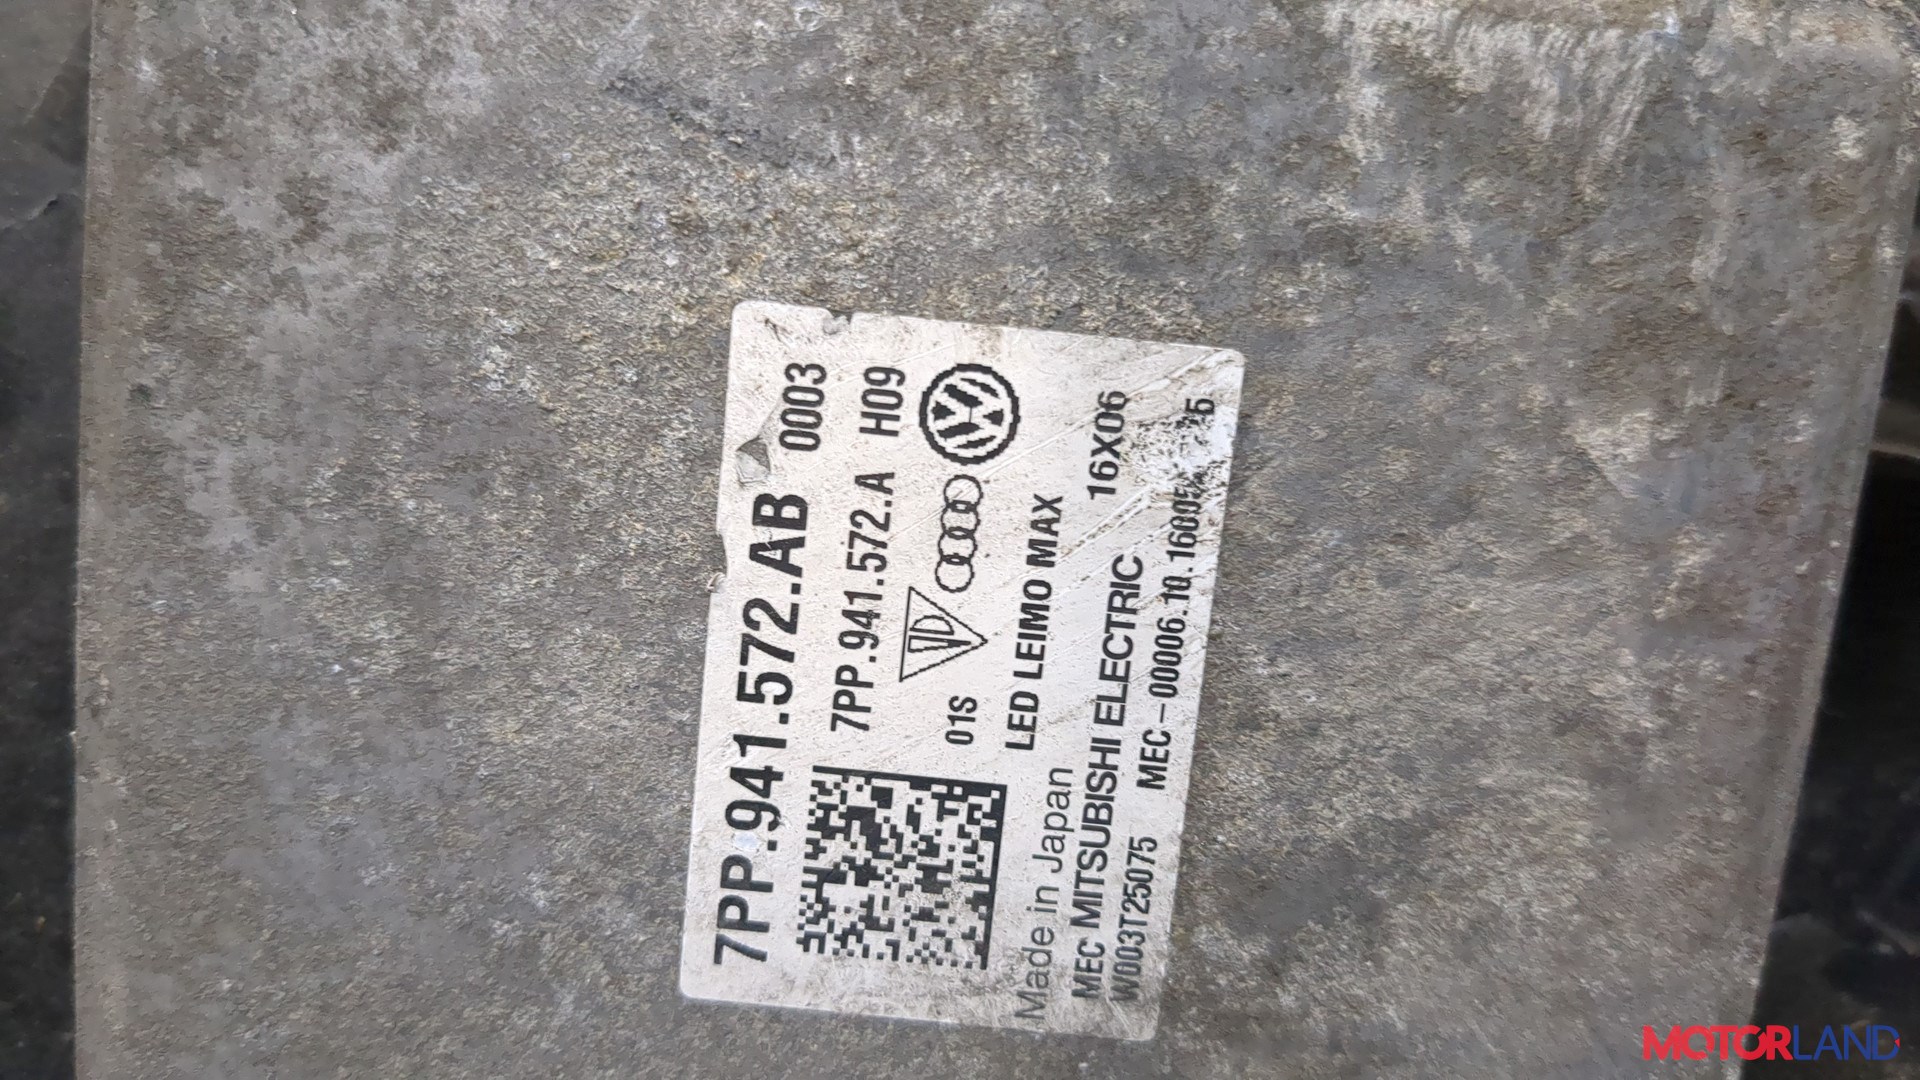 7PP.941.572.AB 0003
7PP.941.572.A H09
01S
LED LEIMO MAX
Made in Japan
MEC MITSUBISHI ELECTRIC 16X06
W003T25075
MOTORLAND